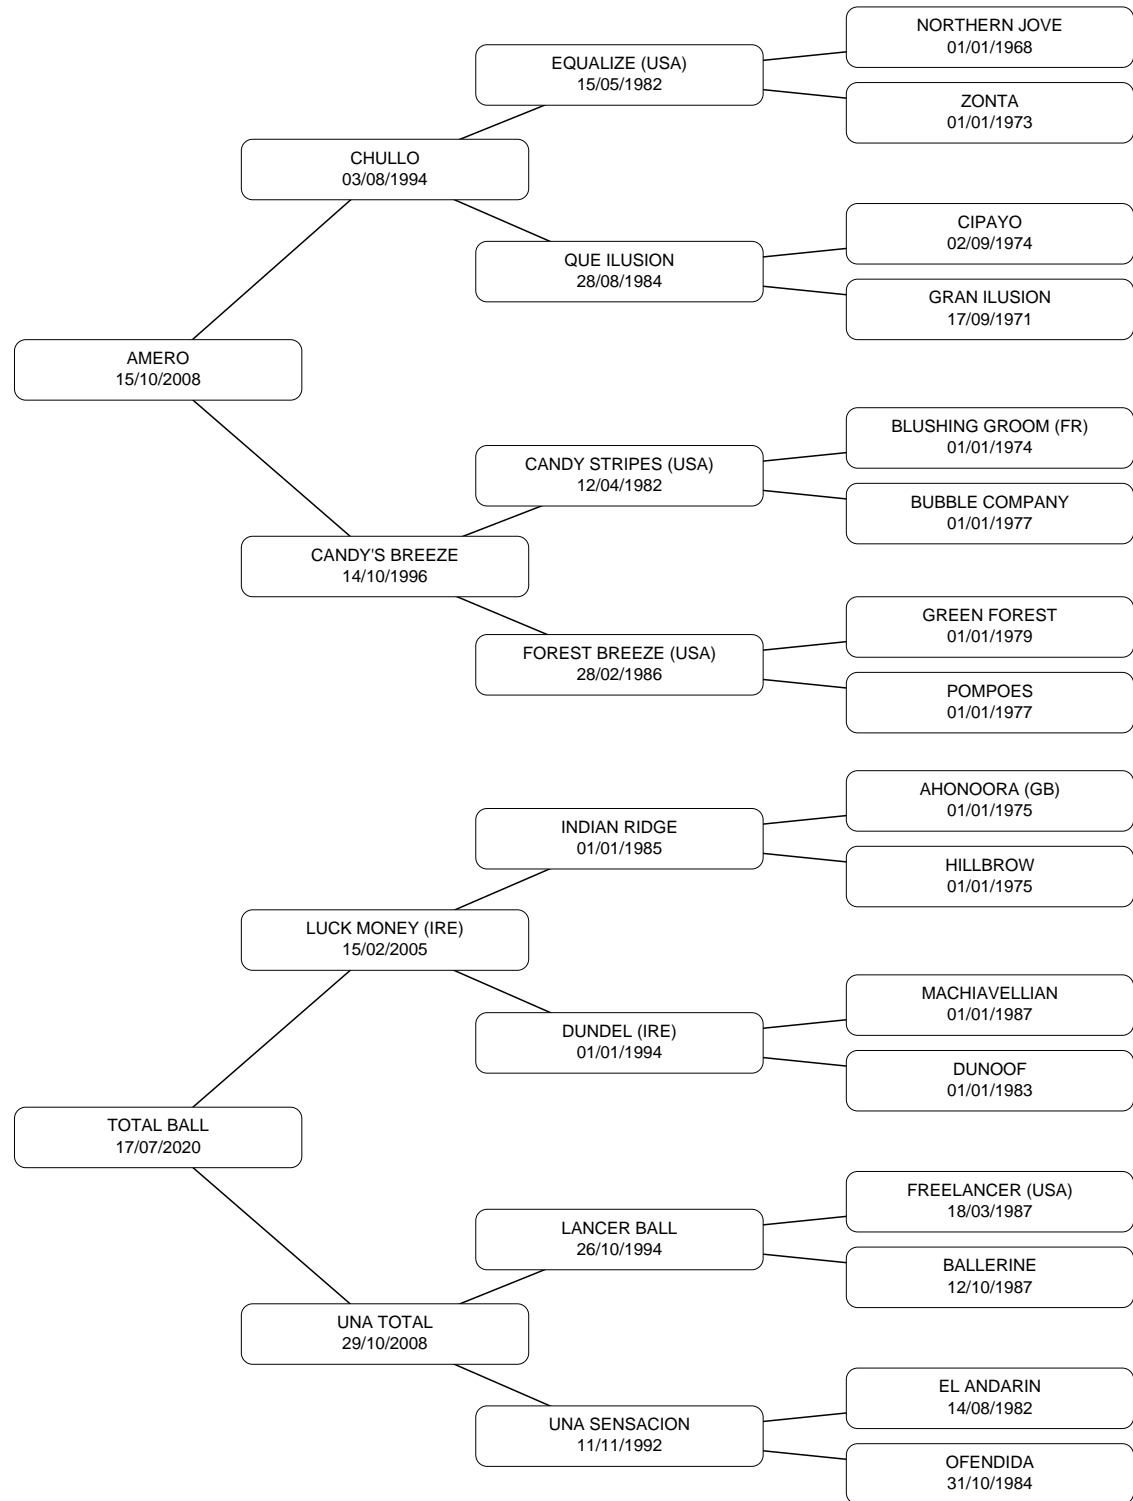 NORTHERN JOVE
01/01/1968
EQUALIZE (USA)
15/05/1982
ZONTA
01/01/1973
CHULLO
03/08/1994
CIPAYO
02/09/1974
QUE ILUSION
28/08/1984
GRAN ILUSION
17/09/1971
AMERO
15/10/2008
BLUSHING GROOM (FR)
01/01/1974
CANDY STRIPES (USA)
12/04/1982
BUBBLE COMPANY
01/01/1977
CANDY'S BREEZE
14/10/1996
GREEN FOREST
01/01/1979
FOREST BREEZE (USA)
28/02/1986
POMPOES
01/01/1977
AHONOORA (GB)
01/01/1975
INDIAN RIDGE
01/01/1985
HILLBROW
01/01/1975
LUCK MONEY (IRE)
15/02/2005
MACHIAVELLIAN
01/01/1987
DUNDEL (IRE)
01/01/1994
DUNOOF
01/01/1983
TOTAL BALL
17/07/2020
FREELANCER (USA)
18/03/1987
LANCER BALL
26/10/1994
BALLERINE
12/10/1987
UNA TOTAL
29/10/2008
EL ANDARIN
14/08/1982
UNA SENSACION
11/11/1992
OFENDIDA
31/10/1984